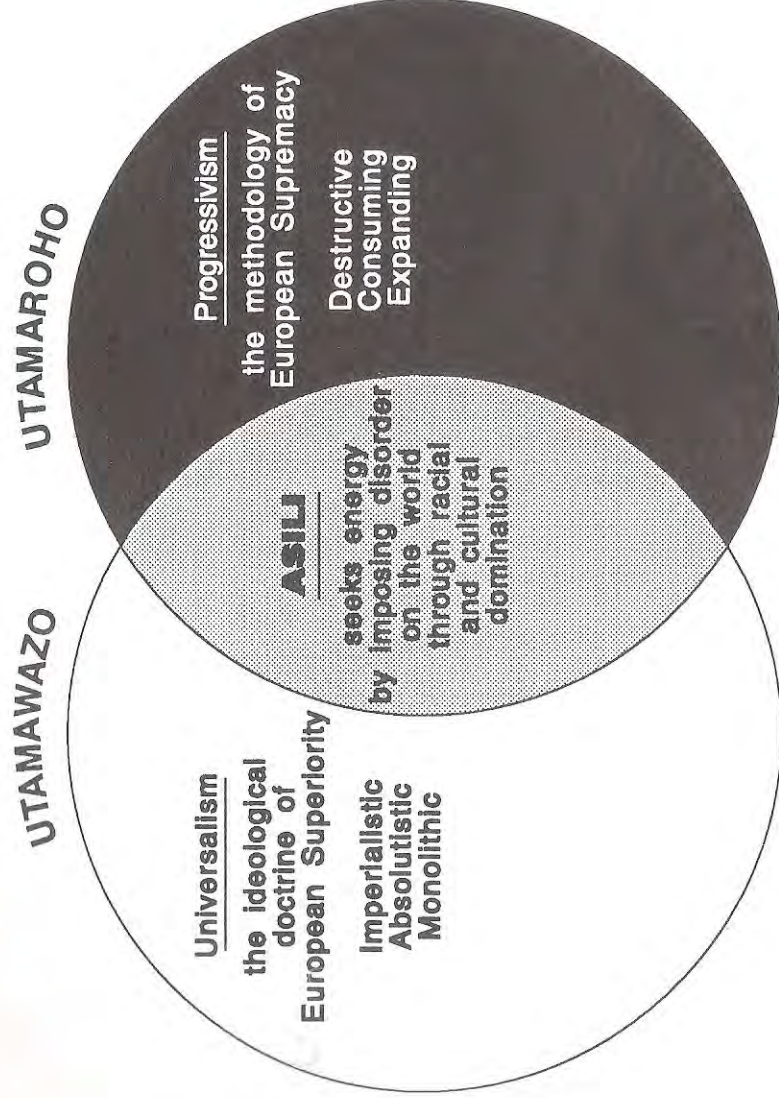 UTAMAWAZO
UTAMAROHO
Universalism
the ideological
doctrine of
European Superiority
Imperialistic
Absolutistic
Monolithic
ASILI
seeks energy
by imposing disorder
on the world
through racial
and cultural
domination
Progressivism
the methodology of
European Supremacy
Destructive
Consuming
Expanding